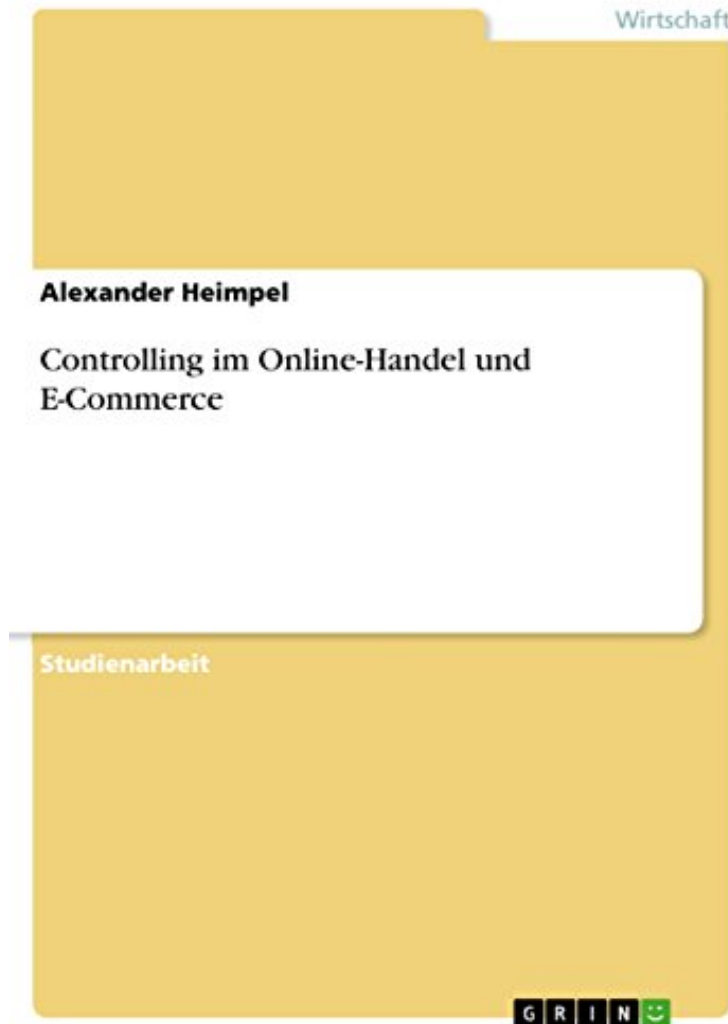 Wirtschaft
Alexander Heimpel
Controlling im Online-Handel und
E-Commerce
Studienarbeit
GRIN